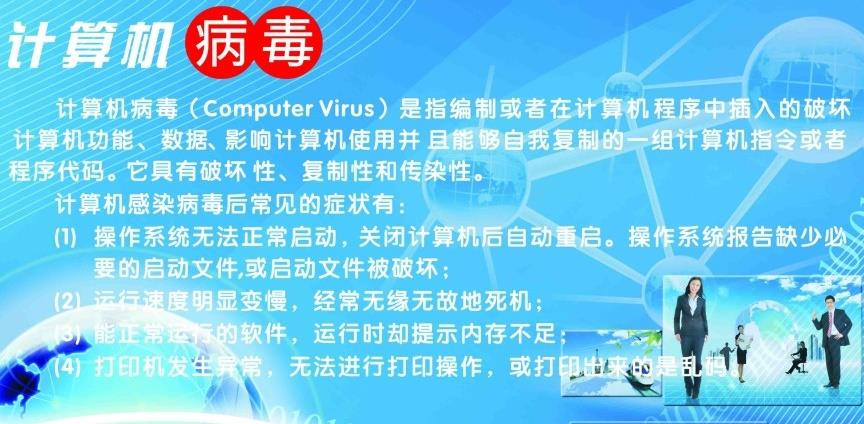 计算机病毒
计算机病毒（Computer Virus）是指编制或者在计算机程序中插入的破坏
计算机功能、数据、影响计算机使用并且能够自我复制的一组计算机指令或者
程序代码。它具有破坏 性、复制性和传染性。
计算机感染病毒后常见的症状有：
(1) 操作系统无法正常启动，关闭计算机后自动重启。操作系统报告缺少必
要的启动文件,或启动文件被破坏；
(2) 运行速度明显变慢，经常无缘无故地死机；
(3) 能正常运行的软件，运行时却提示内存不足；
(4) 打印机发生异常，无法进行打印操作，或打印出来的是乱码。